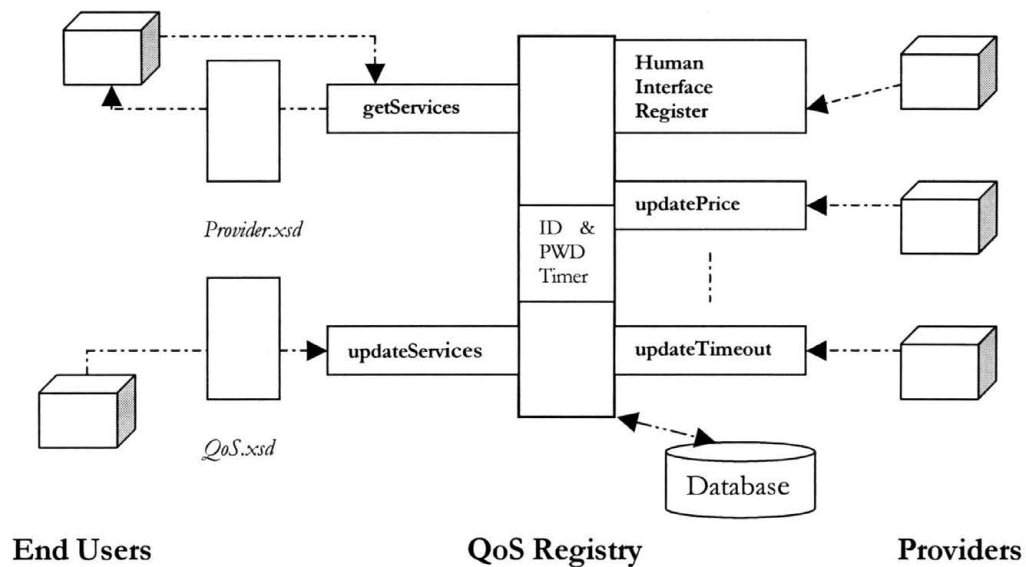 Human
Interface
Register
getServices
updatePrice
Provider.xsd
ID & PWD
Timer
updateServices
updateTimeout
QoS.xsd
Database
End Users
QoS Registry
Providers